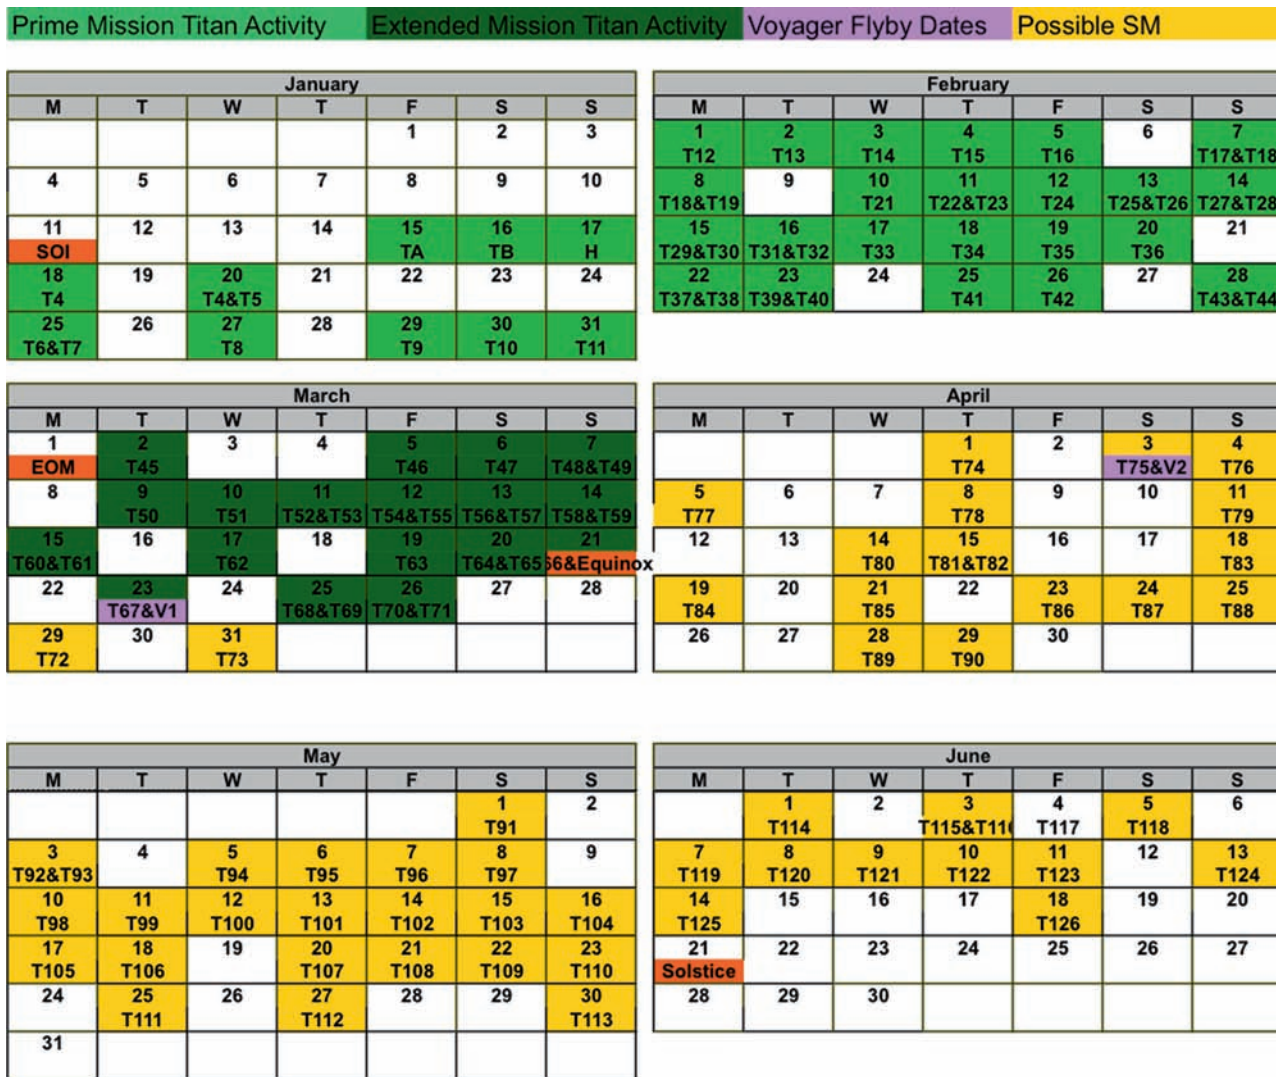 Prime Mission Titan Activity Extended Mission Titan Activity Voyager Flyby Dates Possible SM
January
M T W T F S S
1 2 3
4 5 6 7 8 9 10
11 12 13 14 15 16 17
SOI TA TB H
18 19 20 21 22 23 24
T4 T4&T5
25 26 27 28 29 30 31
T6&T7 T8 T9 T10 T11
February
M T W T F S S
1 2 3 4 5 6 7
T12 T13 T14 T15 T16 T17&T18
8 9 10 11 12 13 14
T18&T19 T21 T22&T23 T24 T25&T26 T27&T28
15 16 17 18 19 20 21
T29&T30 T31&T32 T33 T34 T35 T36
22 23 24 25 26 27 28
T37&T38 T39&T40 T41 T42 T43&T44
March
M T W T F S S
1 2 3 4 5 6 7
EOM T45 T46 T47 T48&T49
8 9 10 11 12 13 14
T50 T51 T52&T53 T54&T55 T56&T57 T58&T59
15 16 17 18 19 20 21
T60&T61 T62 T63 T64&T65 66&Equinox
22 23 24 25 26 27 28
T67&V1 T68&T69 T70&T71
29 30 31
T72 T73
April
M T W T F S S
1 2 3 4
T74 T75&V2 T76
5 6 7 8 9 10 11
T77 T78 T79
12 13 14 15 16 17 18
T80 T81&T82 T83
19 20 21 22 23 24 25
T84 T85 T86 T87 T88
26 27 28 29 30
T89 T90
May
M T W T F S S
1 2
T91
3 4 5 6 7 8 9
T92&T93 T94 T95 T96 T97
10 11 12 13 14 15 16
T98 T99 T100 T101 T102 T103 T104
17 18 19 20 21 22 23
T105 T106 T107 T108 T109 T110
24 25 26 27 28 29 30
T111 T112 T113
31
June
M T W T F S S
1 2 3 4 5 6
T114 T115&T116 T117 T118
7 8 9 10 11 12 13
T119 T120 T121 T122 T123 T124
14 15 16 17 18 19 20
T125 T126
21 22 23 24 25 26 27
Solstice
28 29 30